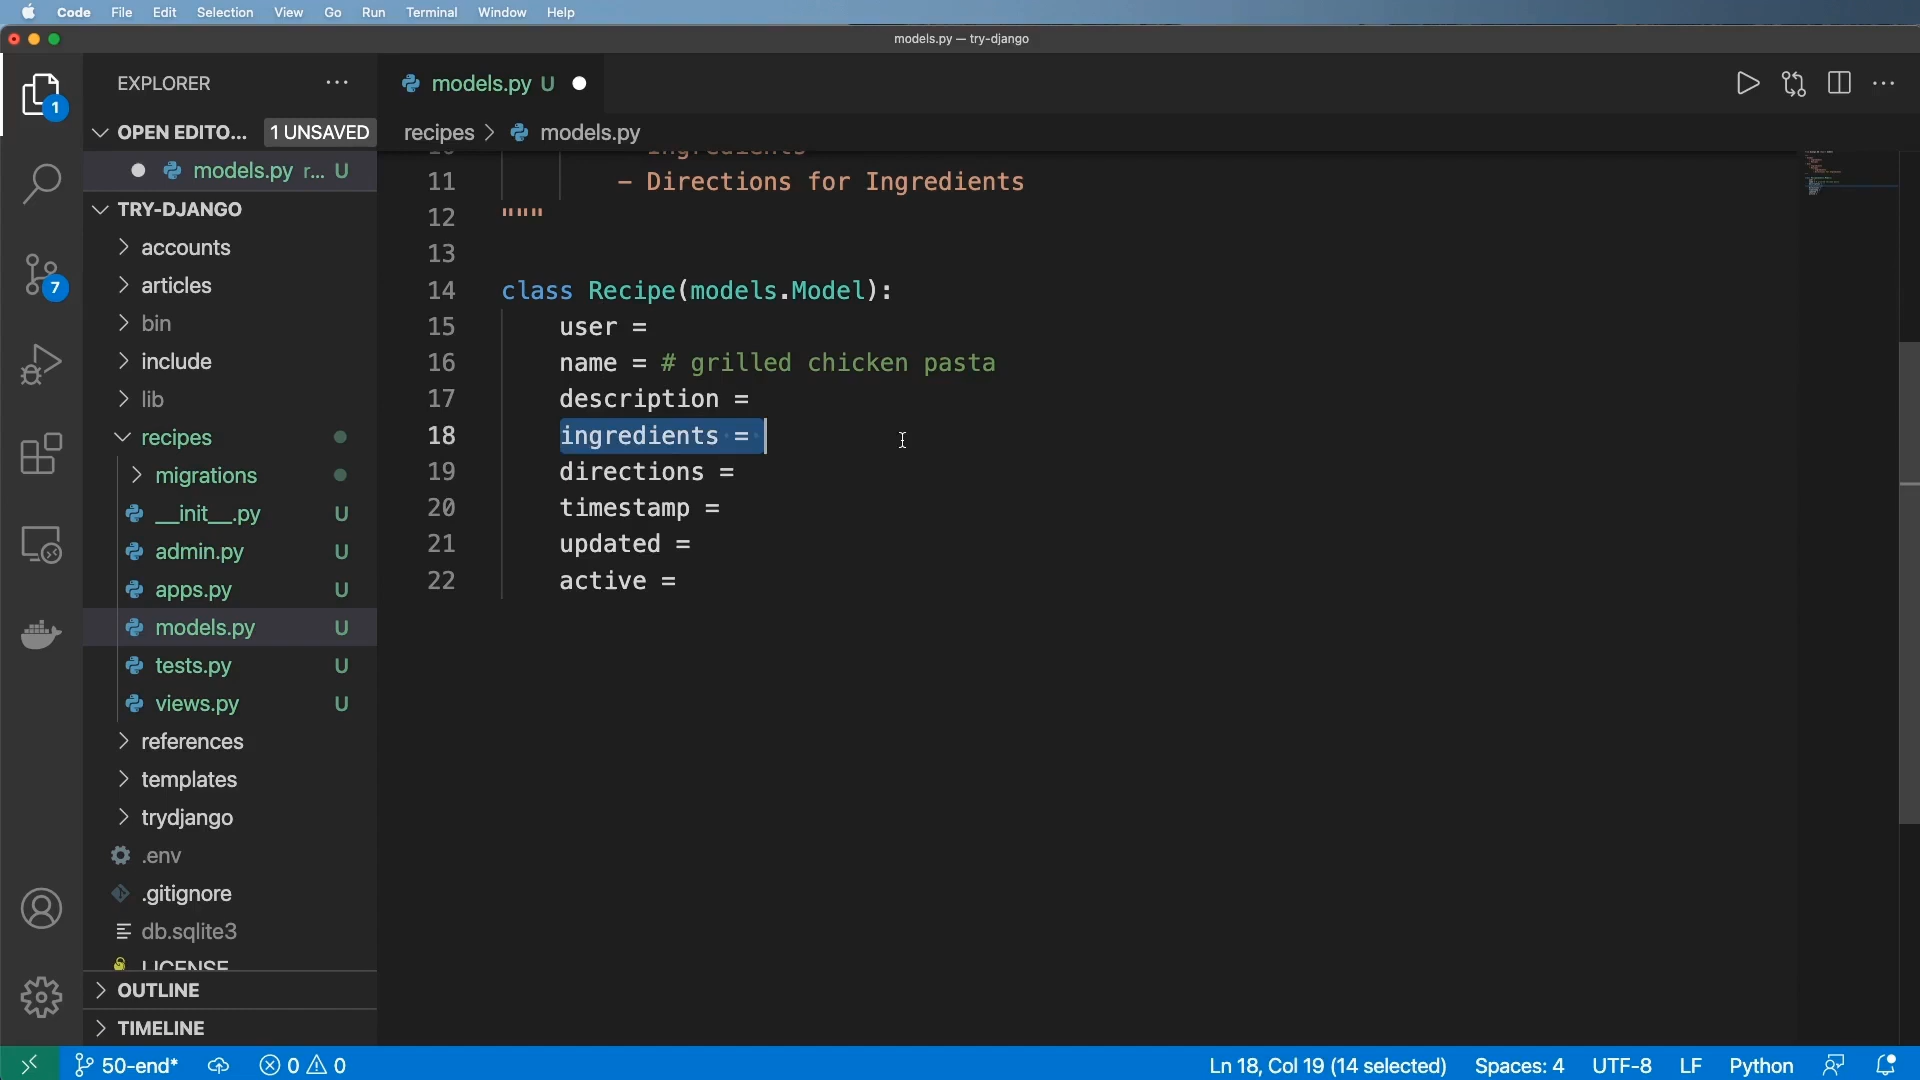 Code File Edit Selection View Go Run Terminal Window Help
models.py — try-django
EXPLORER
1
OPEN EDITO... 1 UNSAVED
models.py r... U
TRY-DJANGO
accounts
articles
bin
include
lib
recipes
migrations
__init__.py U
admin.py U
apps.py U
models.py U
tests.py U
views.py U
references
templates
trydjango
.env
.gitignore
db.sqlite3
LICENSE
OUTLINE
TIMELINE
7
models.py U
recipes > models.py
10 - Ingredients
11 - Directions for Ingredients
12 """
13
14 class Recipe(models.Model):
15 user =
16 name = # grilled chicken pasta
17 description =
18 ingredients =
19 directions =
20 timestamp =
21 updated =
22 active =
50-end* 0 0 Ln 18, Col 19 (14 selected) Spaces: 4 UTF-8 LF Python